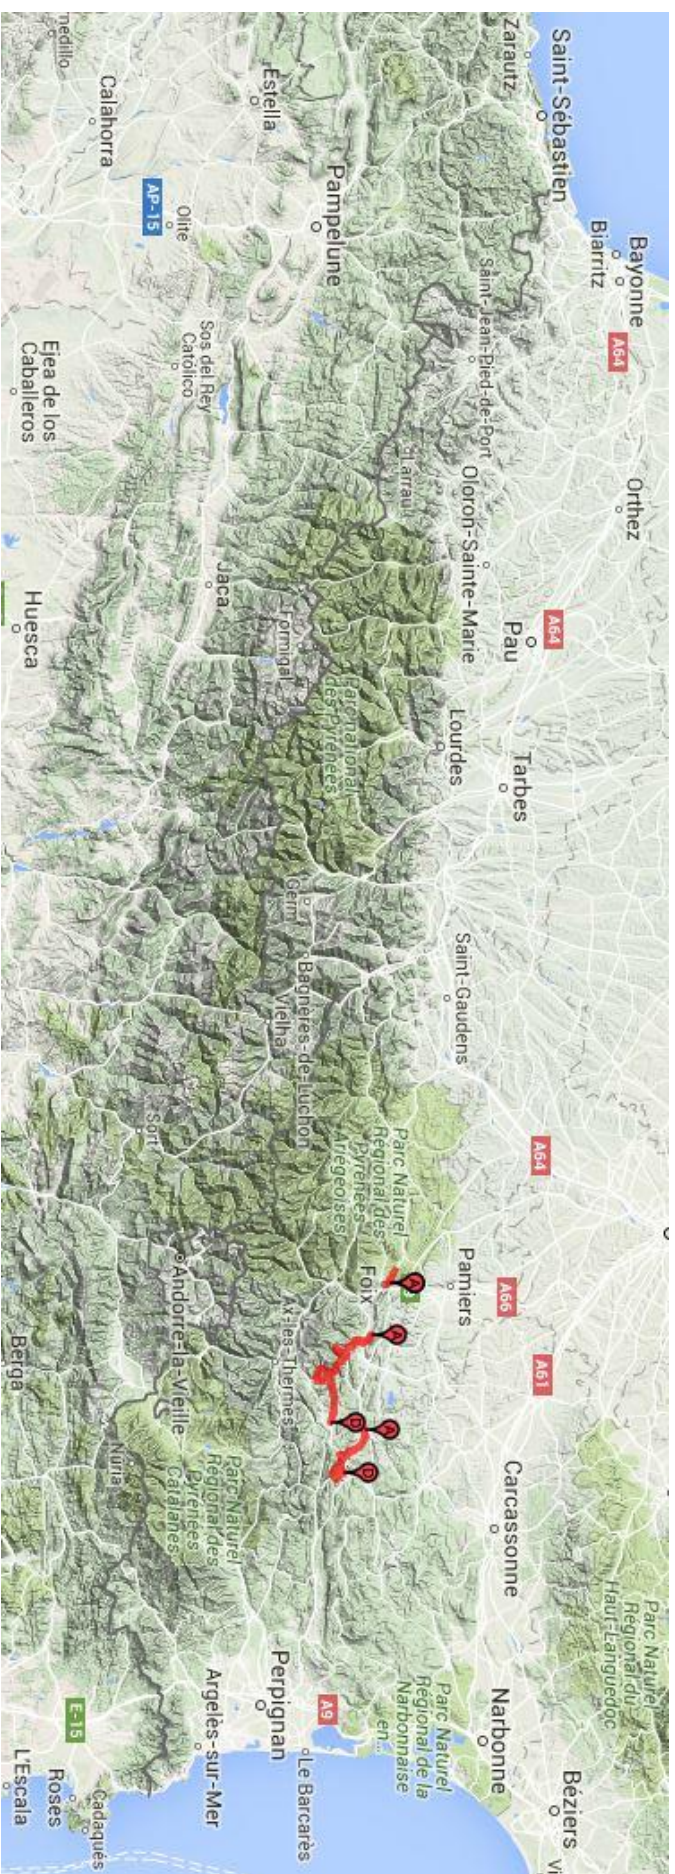 Zarautz
Saint-Sébastien
Biarritz
Bayonne
A64
Estella
Calahorra
Pampelune
AP-15
Olite
Saint-Jean-Pied-de-Port
Sos del Rey
Católico
Ejea de los
Caballeros
Larrau
Orthez
Oloron-Sainte-Marie
Jaca
Huesca
Formigal
A64
Pau
Parc national
des Pyrénées
Lourdes
Tarbes
Germ
Bagnères-de-Luchon
Vielha
Saint-Gaudens
Sort
Parc Naturel
Régional des
Pyrénées
Ariégeoises
A64
Foix
A
Pamiers
A66
A
A61
Andorre-la-Vieille
Ax-les-Thermes
Berga
D
A
D
Núria
Parc Naturel
Régional des
Pyrénées
Catalanes
Carcassonne
Parc Naturel
Régional du
Haut-Languedoc
Perpignan
Argelès-sur-Mer
A9
Le Barcarès
Parc Naturel
Régional de la
Narbonnaise
en...
Narbonne
Béziers
E-15
Roses
Cadaqués
L'Escala